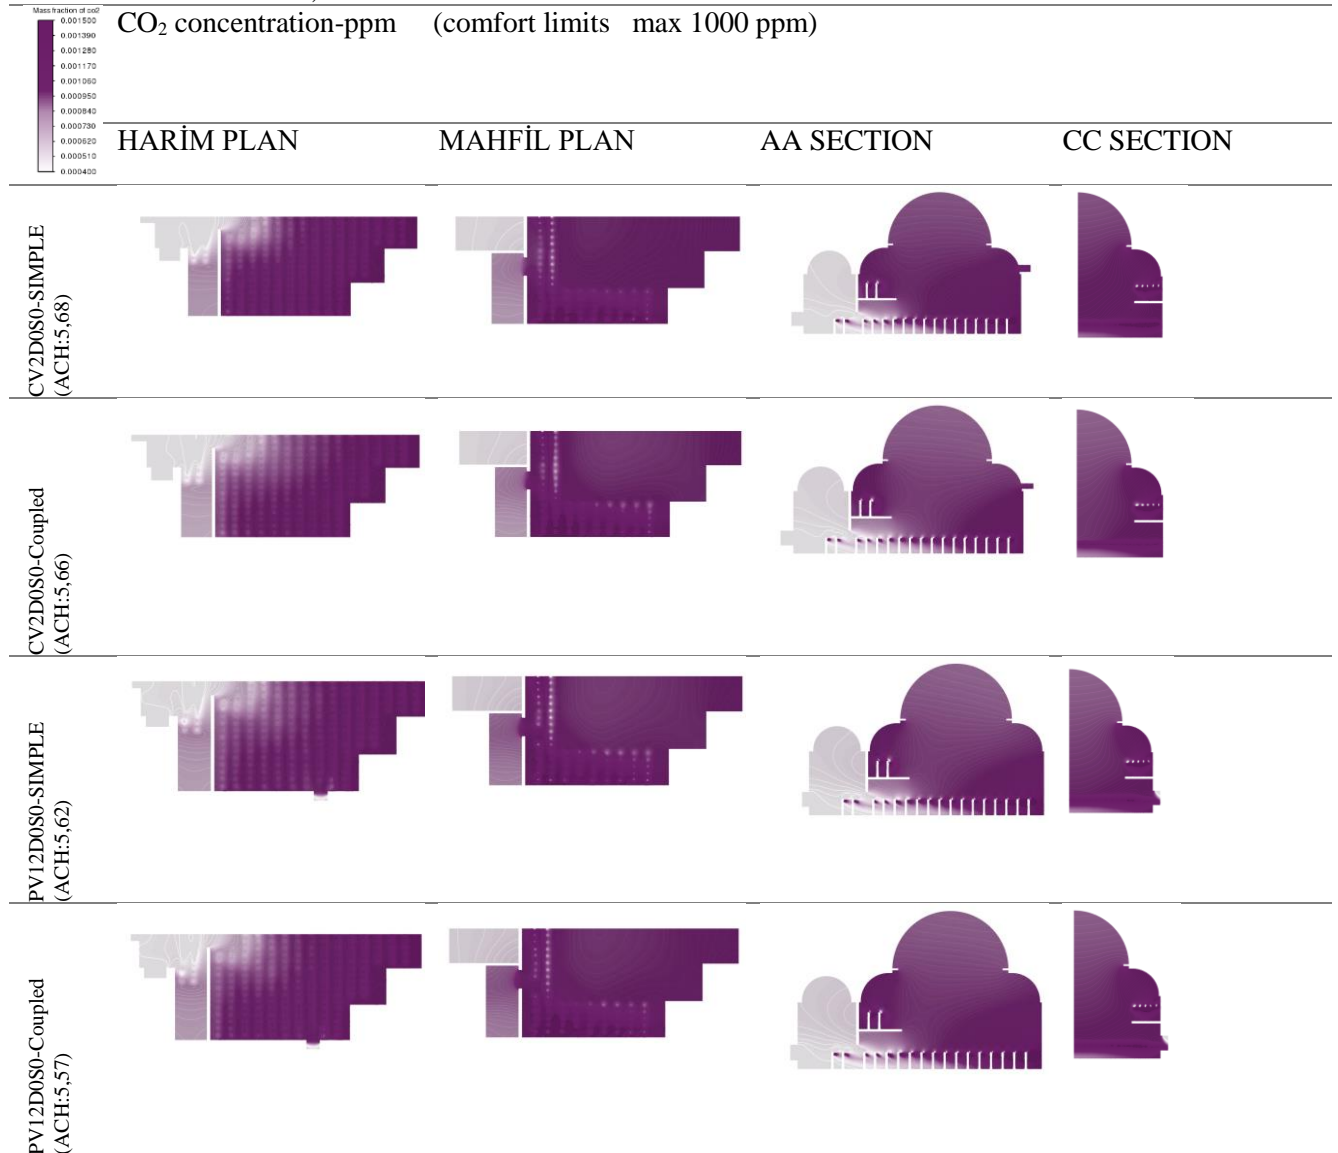 Mass fraction of co2
0.001500
0.001390
0.001280
0.001170
0.001060
0.000950
0.000840
0.000730
0.000620
0.000510
0.000400
CO₂ concentration-ppm (comfort limits max 1000 ppm)
HARİM PLAN MAHFİL PLAN AA SECTION CC SECTION
CV2D0S0-SIMPLE
(ACH:5,68)
CV2D0S0-Coupled
(ACH:5,66)
PV12D0S0-SIMPLE
(ACH:5,62)
PV12D0S0-Coupled
(ACH:5,57)